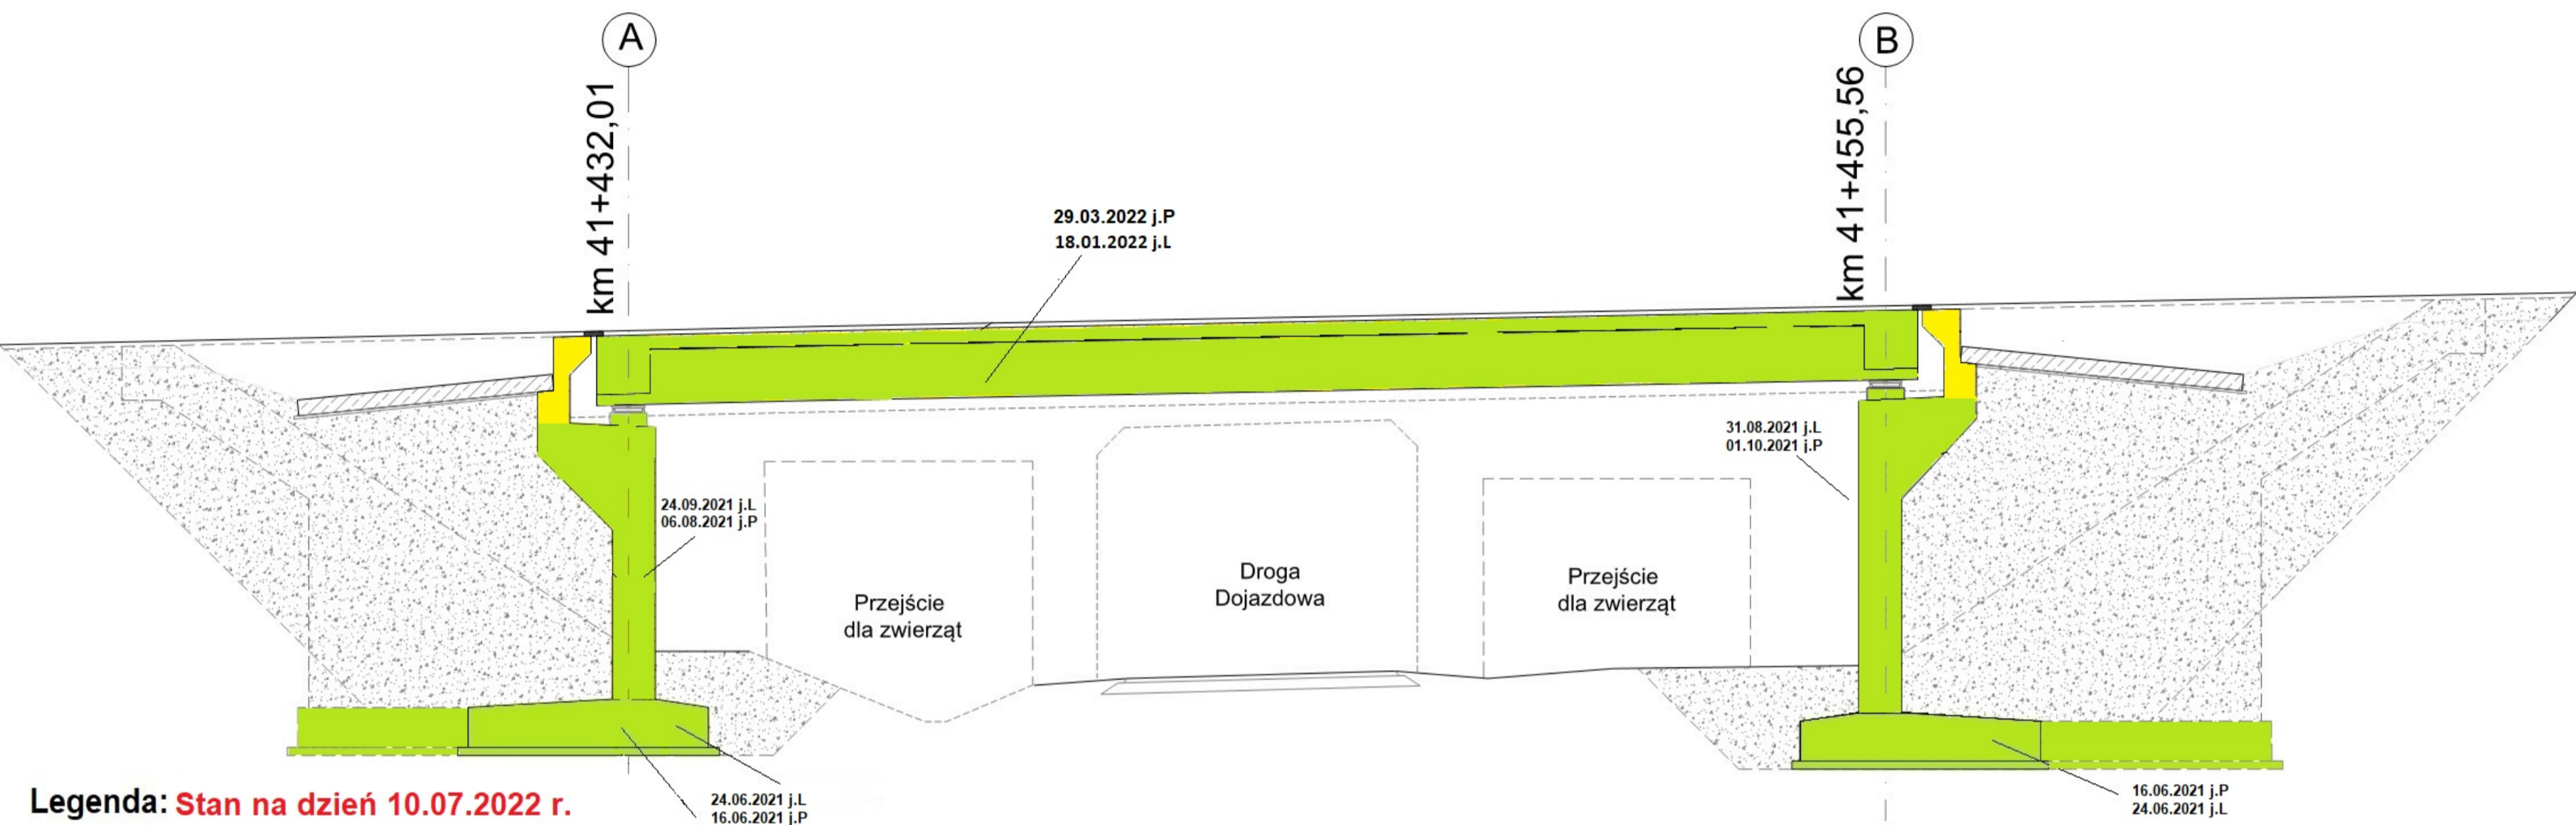 A
B
km 41+432,01
km 41+455,56
29.03.2022 j.P
18.01.2022 j.L
31.08.2021 j.L
01.10.2021 j.P
24.09.2021 j.L
06.08.2021 j.P
Przejście
dla zwierząt
Droga
Dojazdowa
Przejście
dla zwierząt
24.06.2021 j.L
16.06.2021 j.P
16.06.2021 j.P
24.06.2021 j.L
Legenda: Stan na dzień 10.07.2022 r.